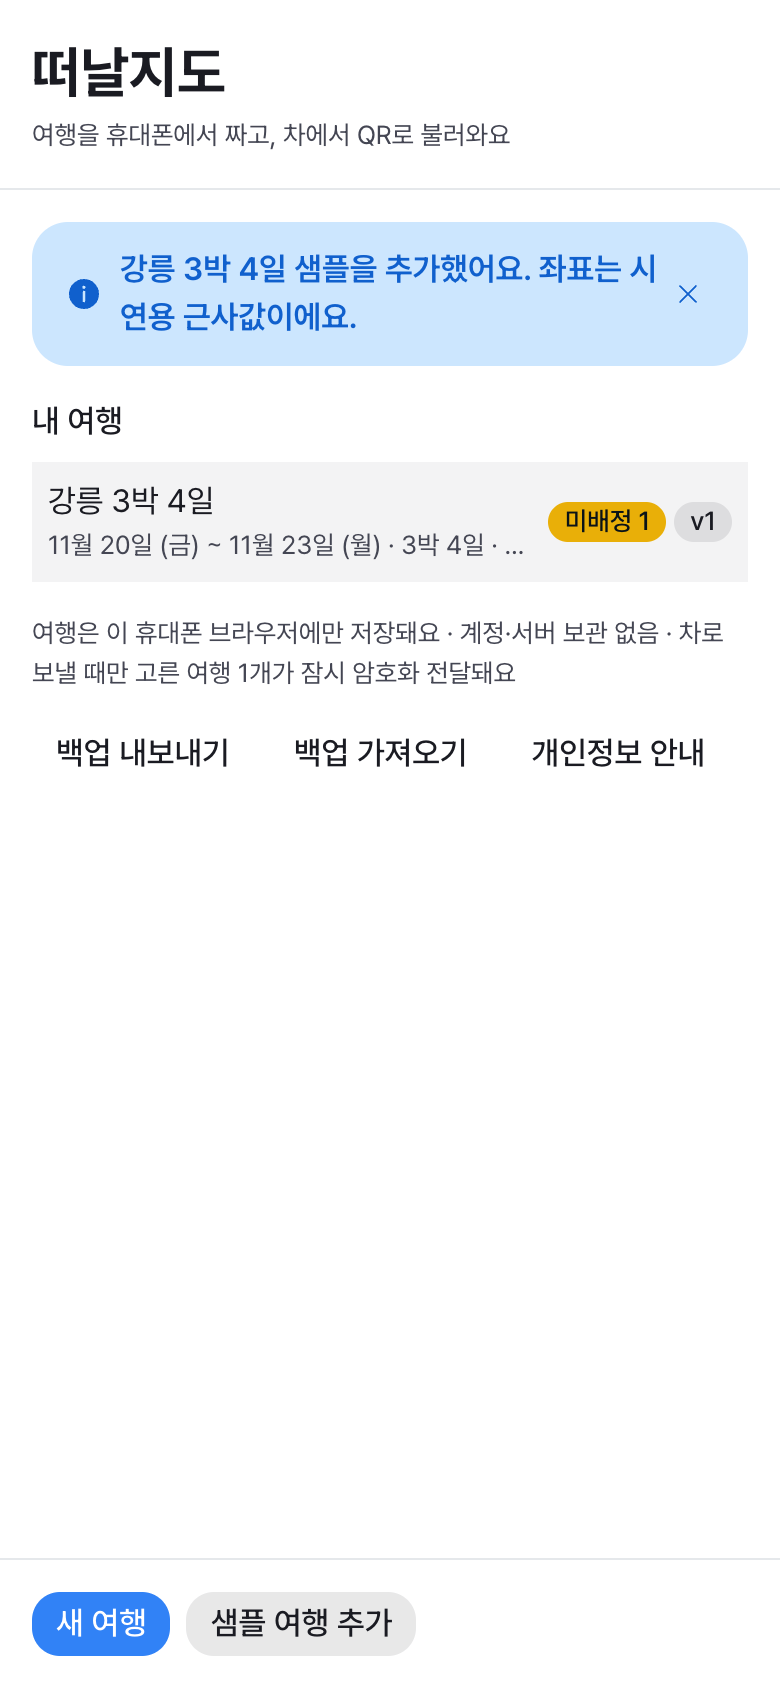 떠날지도
여행을 휴대폰에서 짜고, 차에서 QR로 불러와요
강릉 3박 4일 샘플을 추가했어요. 좌표는 시
연용 근사값이에요.
내 여행
강릉 3박 4일
11월 20일 (금) ~ 11월 23일 (월) · 3박 4일 · ...
미배정 1
v1
여행은 이 휴대폰 브라우저에만 저장돼요 · 계정·서버 보관 없음 · 차로
보낼 때만 고른 여행 1개가 잠시 암호화 전달돼요
백업 내보내기
백업 가져오기
개인정보 안내
새 여행
샘플 여행 추가